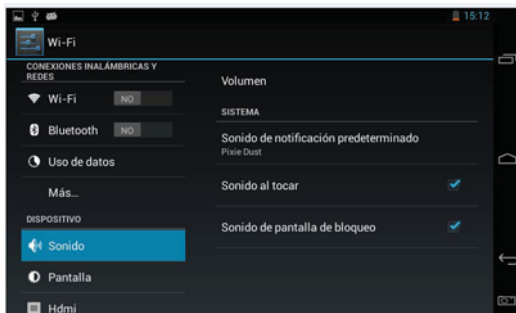 15:12
Wi-Fi
CONEXIONES INALÁMBRICAS Y
REDES
Wi-Fi NO
Bluetooth NO
Uso de datos
Más...
DISPOSITIVO
Sonido
Pantalla
Hdmi
Volumen
SISTEMA
Sonido de notificación predeterminado
Pixie Dust
Sonido al tocar
Sonido de pantalla de bloqueo